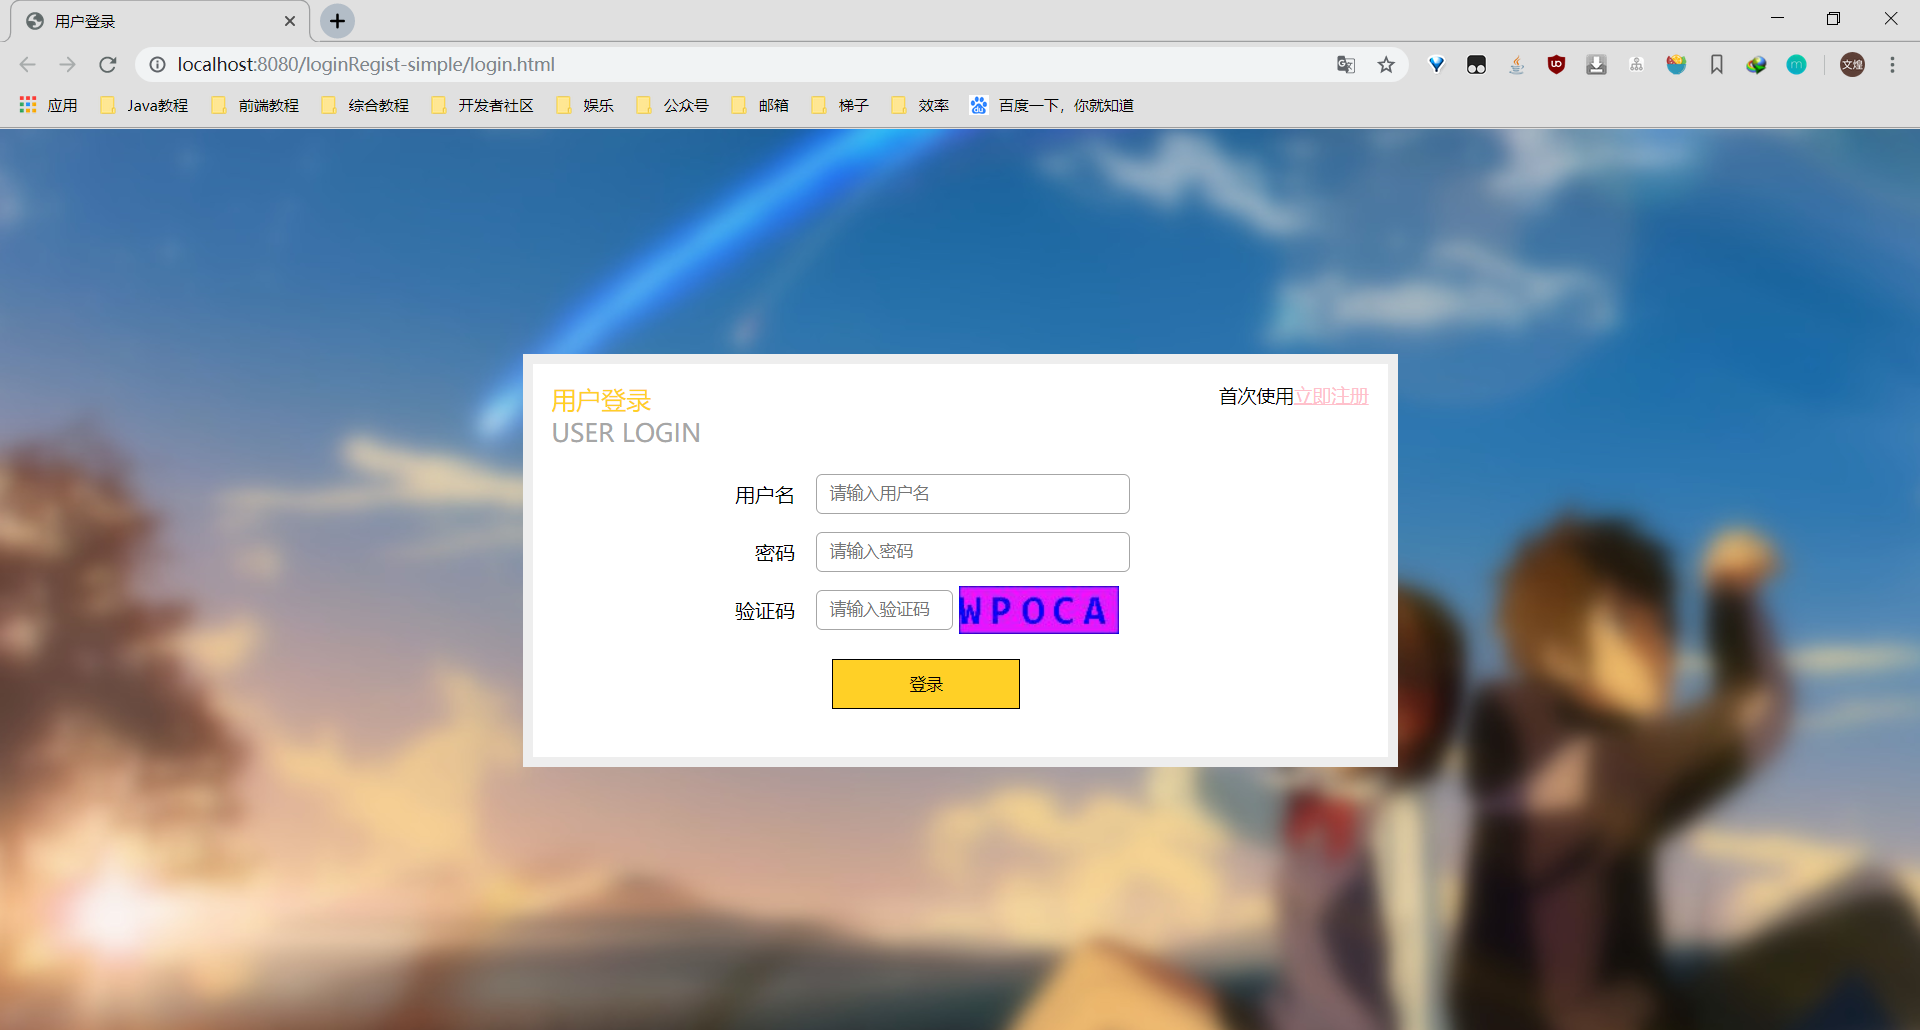 用户登录
localhost:8080/loginRegist-simple/login.html
文煌
应用 Java教程 前端教程 综合教程 开发者社区 娱乐 公众号 邮箱 梯子 效率 百度一下，你就知道
用户登录
首次使用立即注册
USER LOGIN
用户名 请输入用户名
密码 请输入密码
验证码 请输入验证码 WPOCA
登录